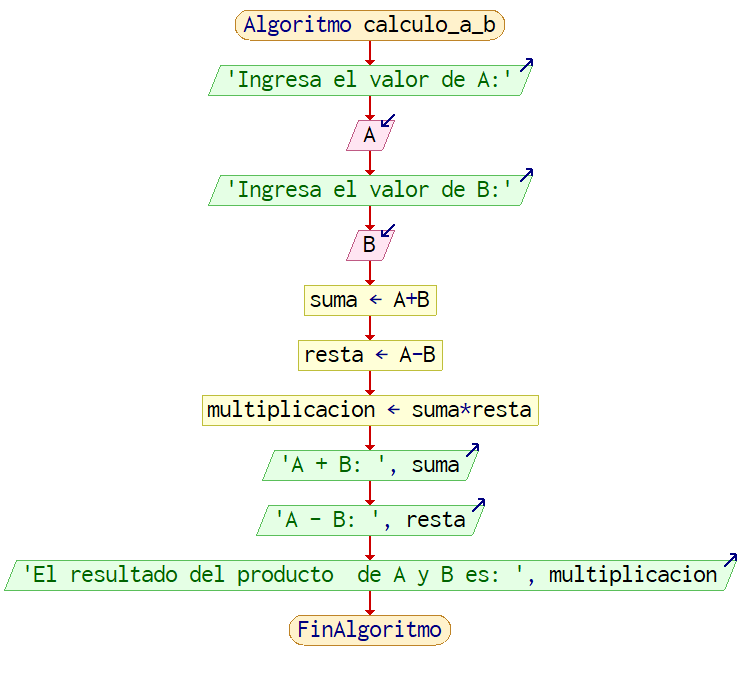 Algoritmo calculo_a_b
'Ingresa el valor de A:'
A
'Ingresa el valor de B:'
B
suma ← A+B
resta ← A-B
multiplicacion ← suma*resta
'A + B: ', suma
'A - B: ', resta
'El resultado del producto  de A y B es: ', multiplicacion
FinAlgoritmo